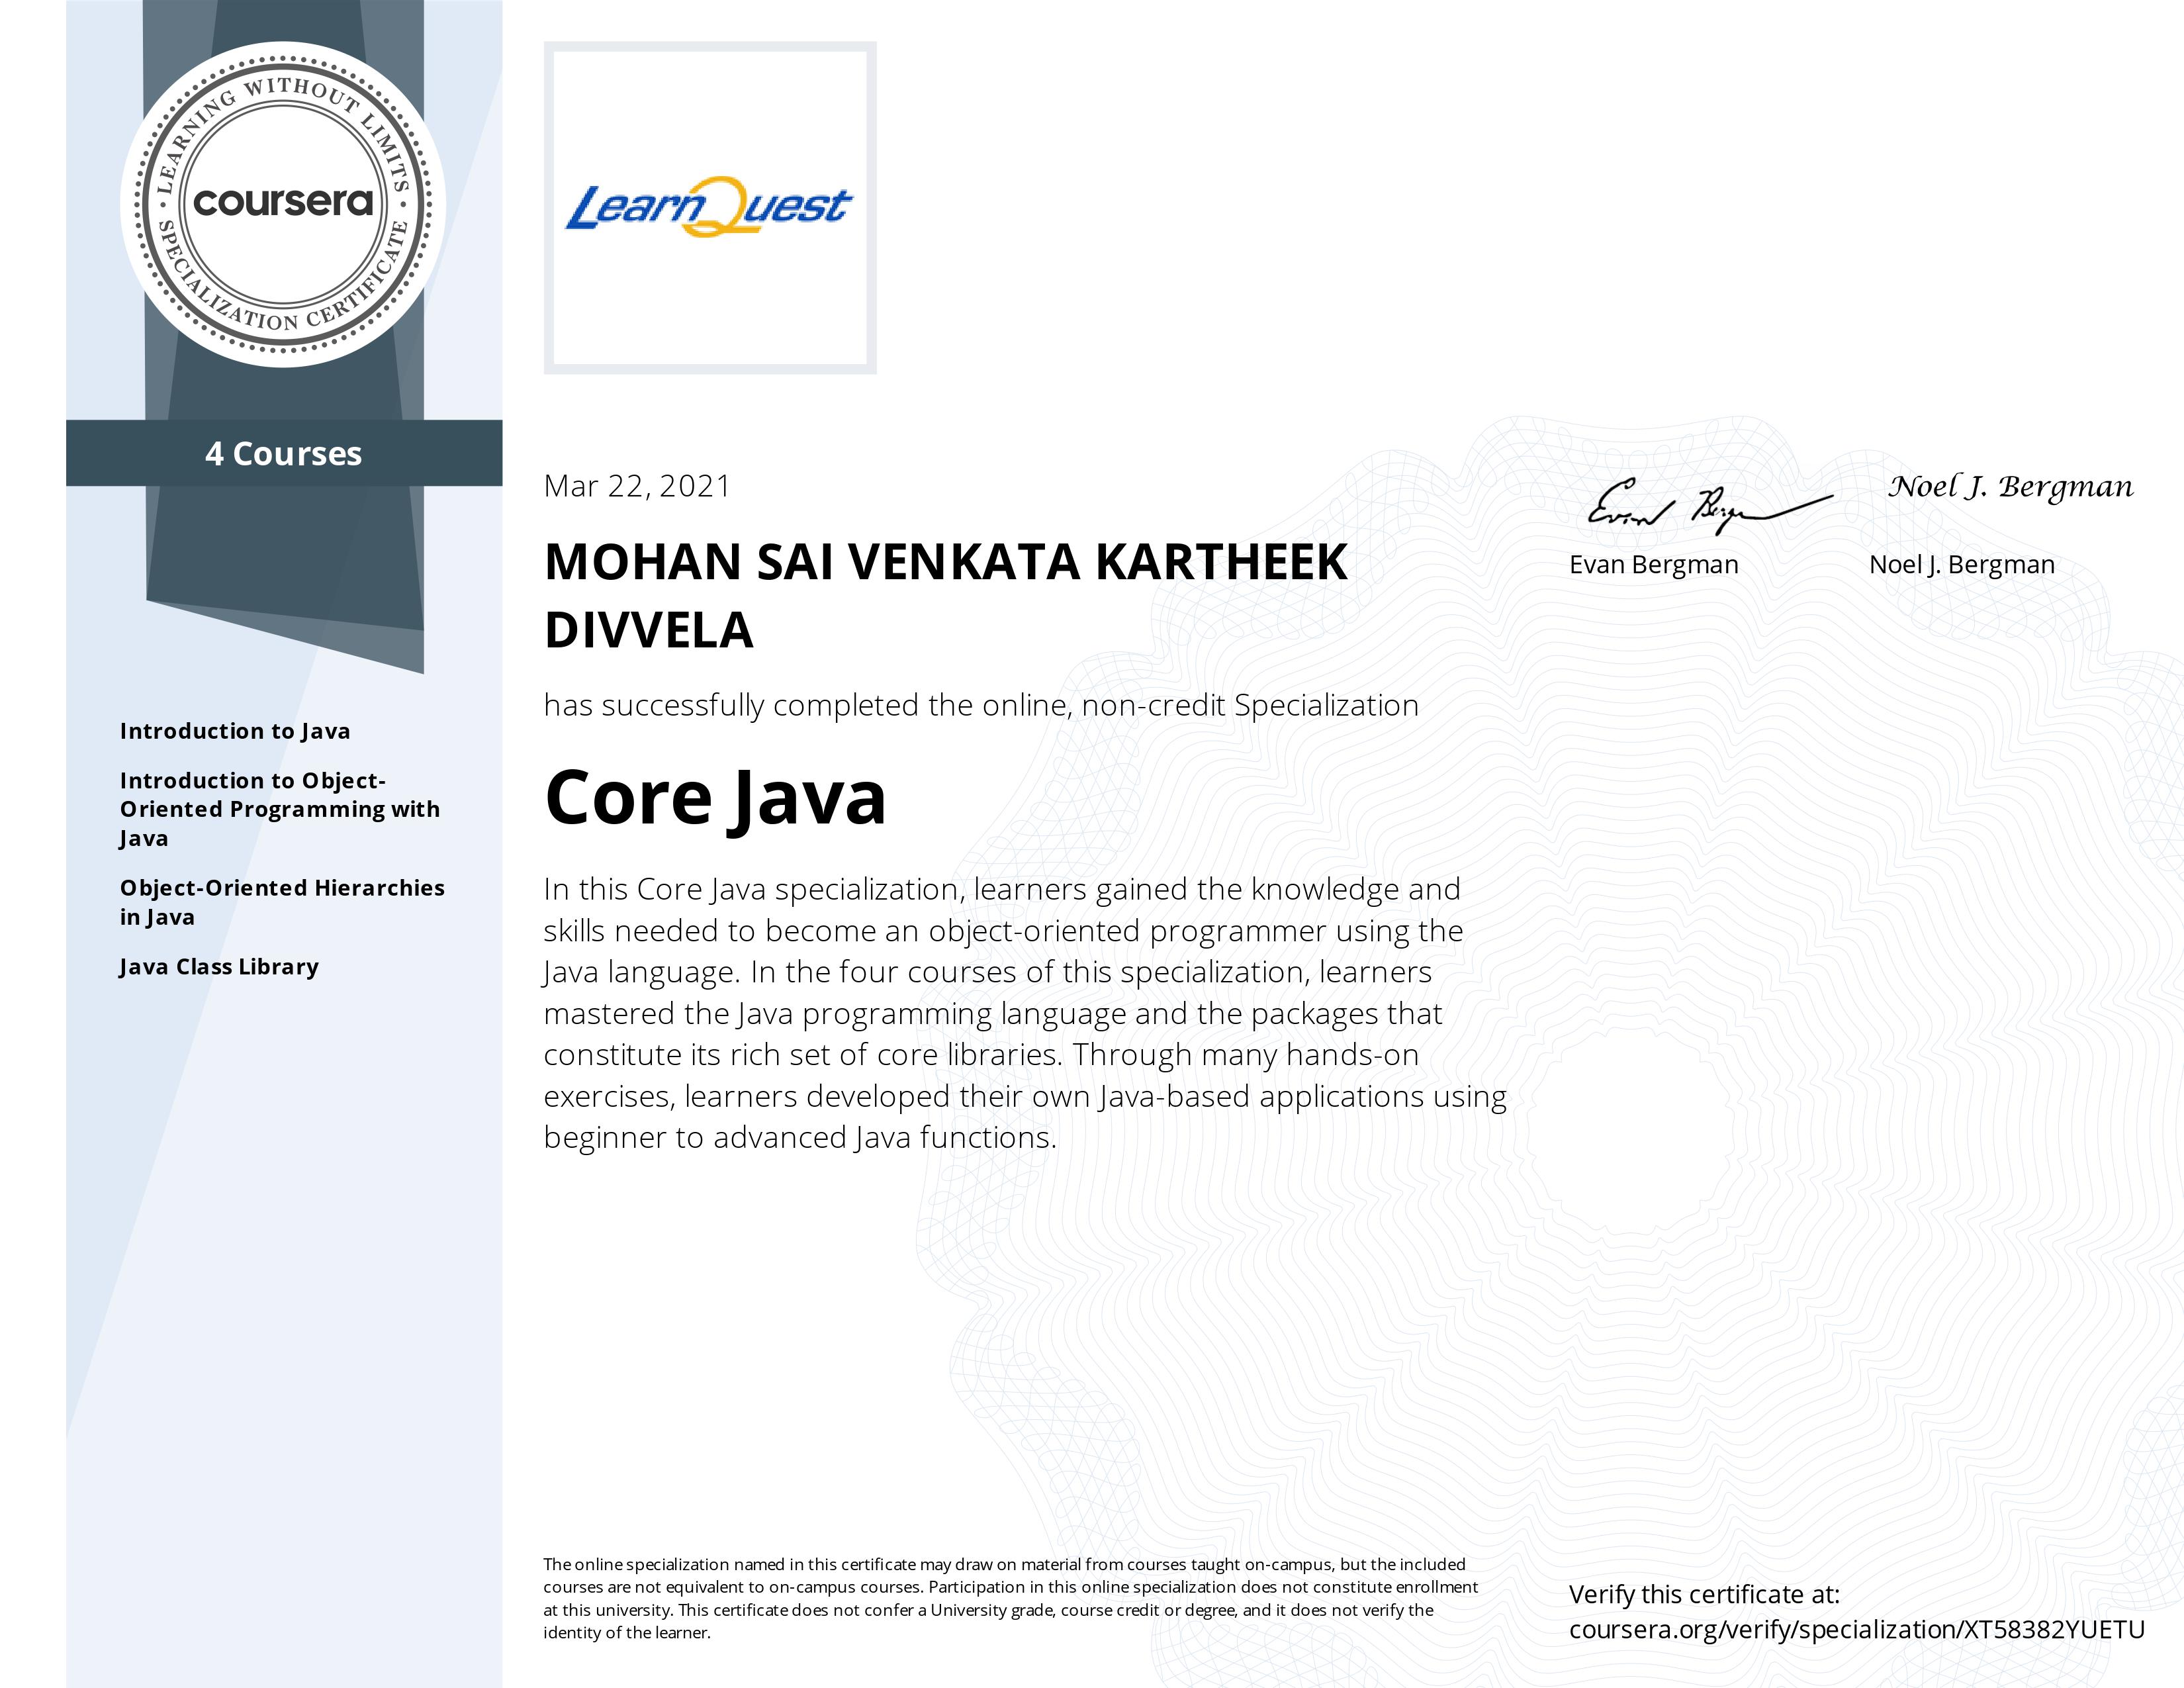 LEARNING WITHOUT LIMITS
coursera
SPECIALIZATION CERTIFICATE
4 Courses
Introduction to Java
Introduction to Object-
Oriented Programming with
Java
Object-Oriented Hierarchies
in Java
Java Class Library
LearnQuest
Mar 22, 2021
MOHAN SAI VENKATA KARTHEEK
DIVVELA
has successfully completed the online, non-credit Specialization
Core Java
In this Core Java specialization, learners gained the knowledge and
skills needed to become an object-oriented programmer using the
Java language. In the four courses of this specialization, learners
mastered the Java programming language and the packages that
constitute its rich set of core libraries. Through many hands-on
exercises, learners developed their own Java-based applications using
beginner to advanced Java functions.
Evan Bergman
Noel J. Bergman
Evan Bergman
Noel J. Bergman
The online specialization named in this certificate may draw on material from courses taught on-campus, but the included
courses are not equivalent to on-campus courses. Participation in this online specialization does not constitute enrollment
at this university. This certificate does not confer a University grade, course credit or degree, and it does not verify the
identity of the learner.
Verify this certificate at:
coursera.org/verify/specialization/XT58382YUETU